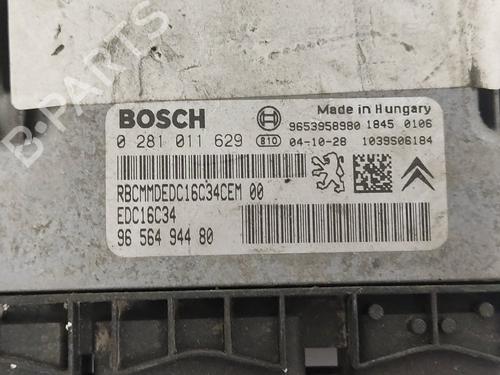 B-PARTS
BOSCH
Made in Hungary
9653958980 1845 0106
0 281 011 629
810
04-10-28 1039S06184
RBCMMDEDC16C34CEM 00
EDC16C34
96 564 944 80